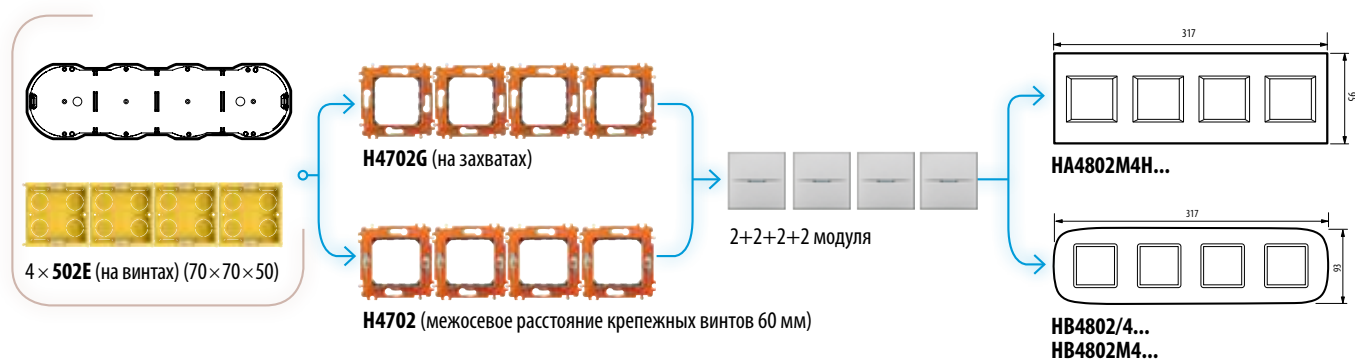 4 × 502E (на винтах) (70×70×50)
H4702G (на захватах)
H4702 (межосевое расстояние крепежных винтов 60 мм)
2+2+2+2 модуля
317
95
HA4802M4H...
317
93
HB4802/4...
HB4802M4...